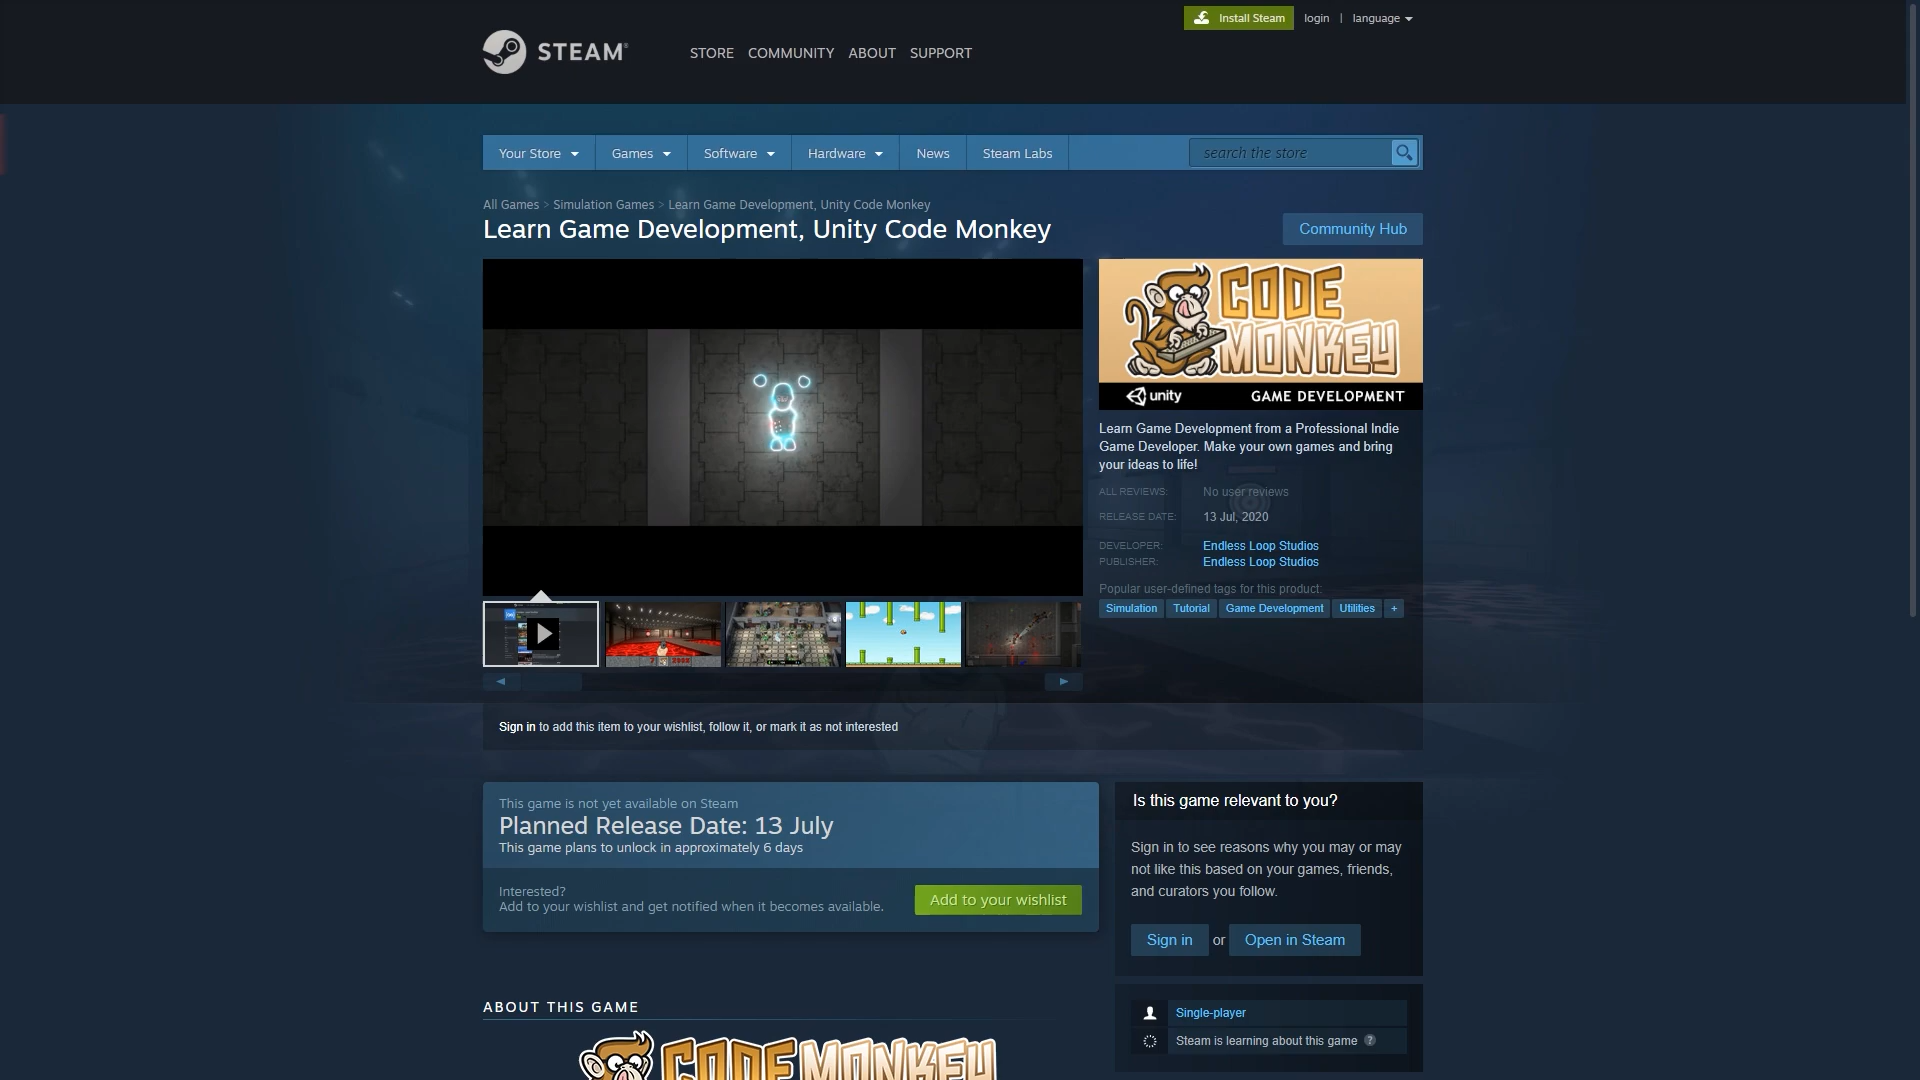 Install Steam
login | language
STEAM
STORE COMMUNITY ABOUT SUPPORT
Your Store Games Software Hardware News Steam Labs search the store
All Games > Simulation Games > Learn Game Development, Unity Code Monkey
Learn Game Development, Unity Code Monkey
Community Hub
CODE
MONKEY
unity GAME DEVELOPMENT
Learn Game Development from a Professional Indie
Game Developer. Make your own games and bring
your ideas to life!
ALL REVIEWS: No user reviews
RELEASE DATE: 13 Jul, 2020
DEVELOPER: Endless Loop Studios
PUBLISHER: Endless Loop Studios
Popular user-defined tags for this product:
Simulation Tutorial Game Development Utilities +
Sign in to add this item to your wishlist, follow it, or mark it as not interested
This game is not yet available on Steam
Planned Release Date: 13 July
This game plans to unlock in approximately 6 days
Interested?
Add to your wishlist and get notified when it becomes available.
Add to your wishlist
Is this game relevant to you?
Sign in to see reasons why you may or may
not like this based on your games, friends,
and curators you follow.
Sign in or Open in Steam
ABOUT THIS GAME
CODE MONKEY
Single-player
Steam is learning about this game ?